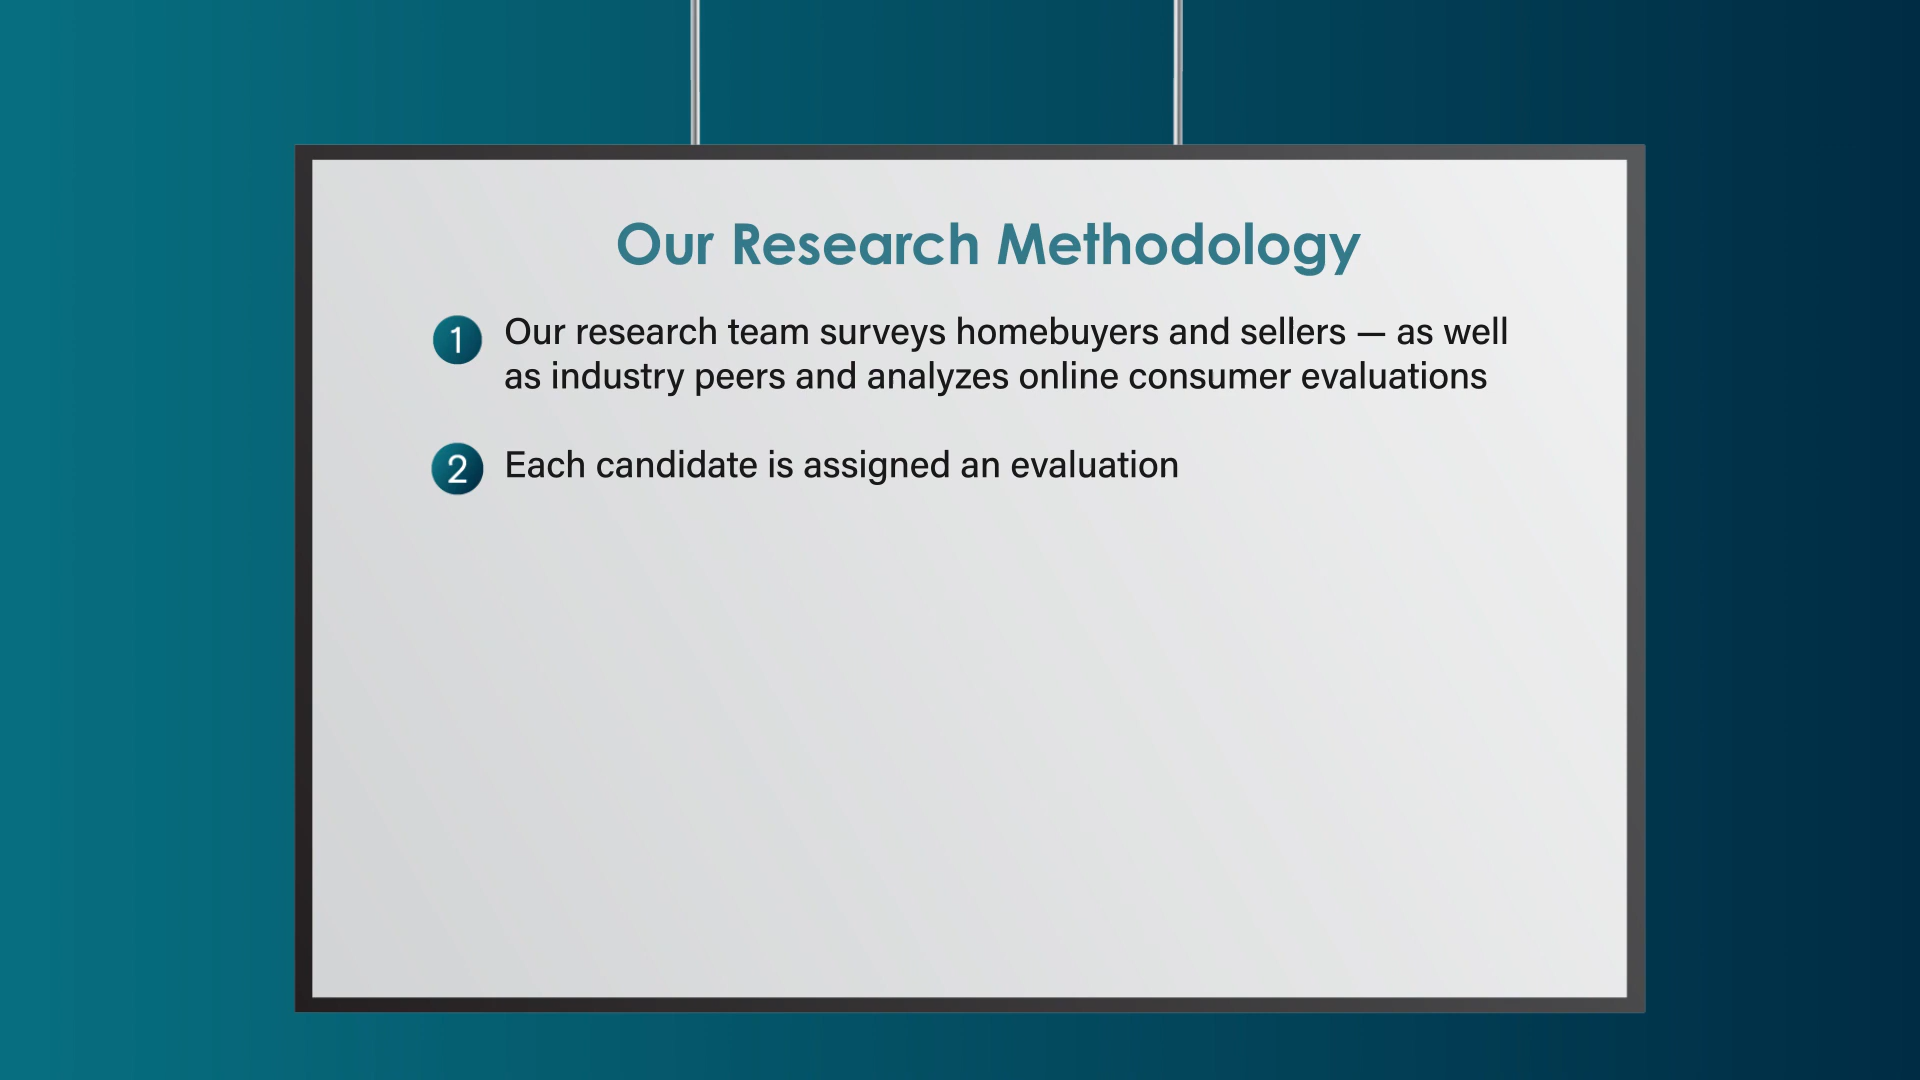 Our Research Methodology
1 Our research team surveys homebuyers and sellers — as well
as industry peers and analyzes online consumer evaluations
2 Each candidate is assigned an evaluation